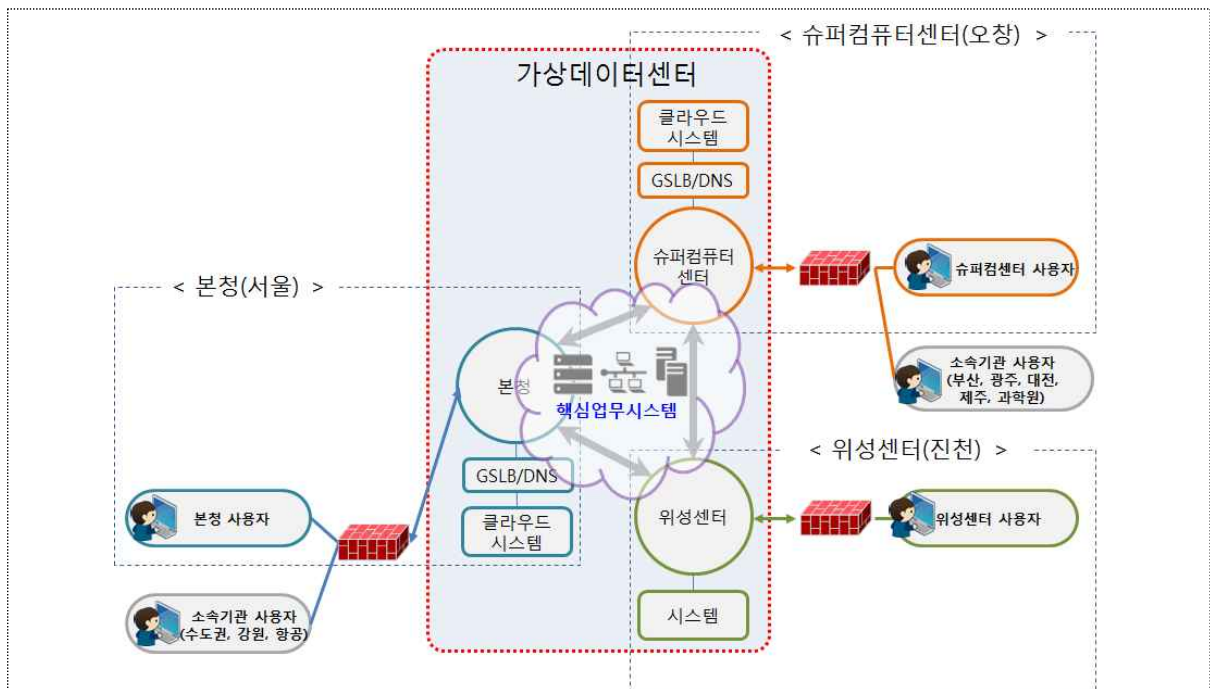 < 슈퍼컴퓨터센터(오창) >
가상데이터센터
클라우드
시스템
GSLB/DNS
슈퍼컴퓨터
센터
슈퍼컴센터 사용자
< 본청(서울) >
소속기관 사용자
(부산, 광주, 대전,
제주, 과학원)
본청
핵심업무시스템
< 위성센터(진천) >
GSLB/DNS
본청 사용자
클라우드
시스템
위성센터
위성센터 사용자
소속기관 사용자
(수도권, 강원, 항공)
시스템